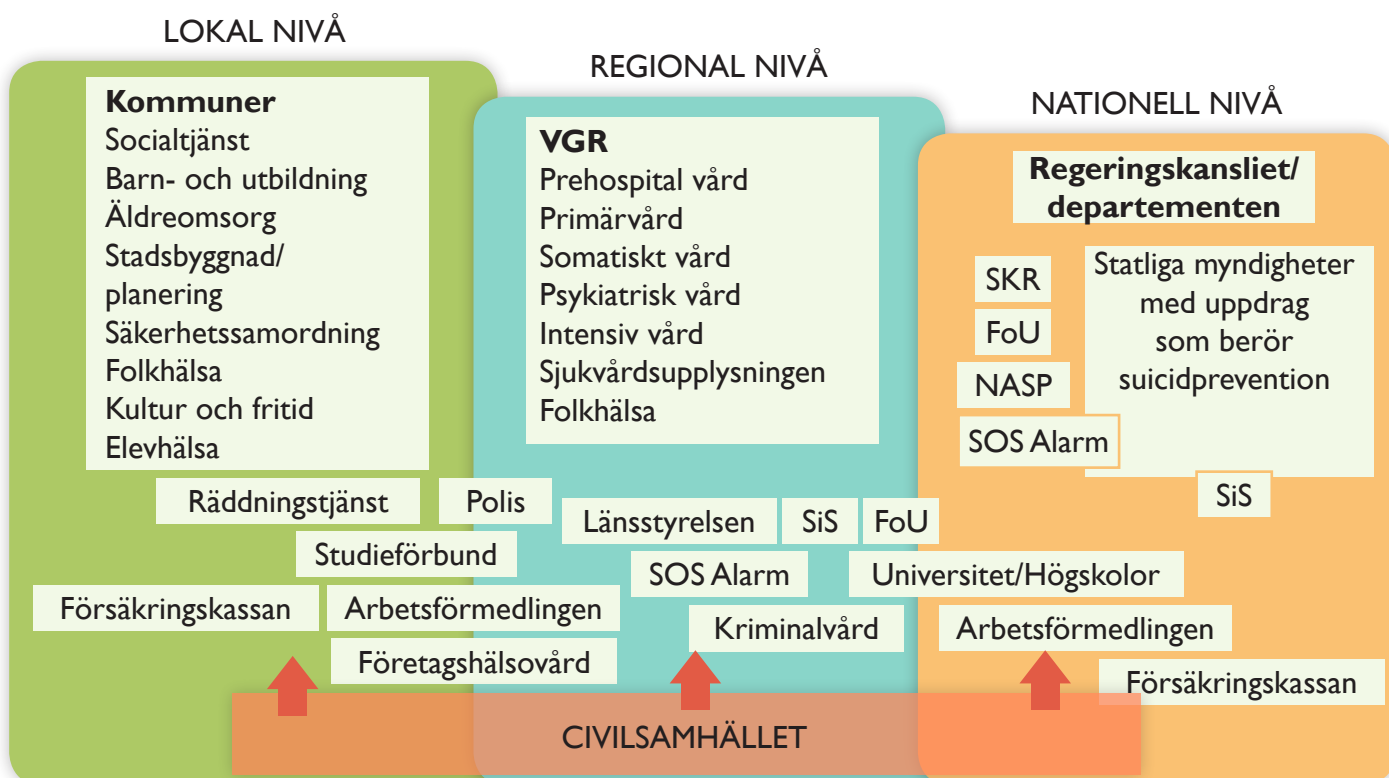 LOKAL NIVÅ
Kommuner
Socialtjänst
Barn- och utbildning
Äldreomsorg
Stadsbyggnad/
planering
Säkerhetssamordning
Folkhälsa
Kultur och fritid
Elevhälsa
REGIONAL NIVÅ
VGR
Prehospital vård
Primärvård
Somatiskt vård
Psykiatrisk vård
Intensiv vård
Sjukvårdsupplysningen
Folkhälsa
NATIONELL NIVÅ
Regeringskansliet/
departementen
SKR
FoU
NASP
SOS Alarm
Statliga myndigheter
med uppdrag
som berör
suicidprevention
SiS
Räddningstjänst
Polis
Länsstyrelsen
SiS
FoU
Studieförbund
SOS Alarm
Universitet/Högskolor
Försäkringskassan
Arbetsförmedlingen
Kriminalvård
Arbetsförmedlingen
Företagshälsovård
Försäkringskassan
CIVILSAMHÄLLET